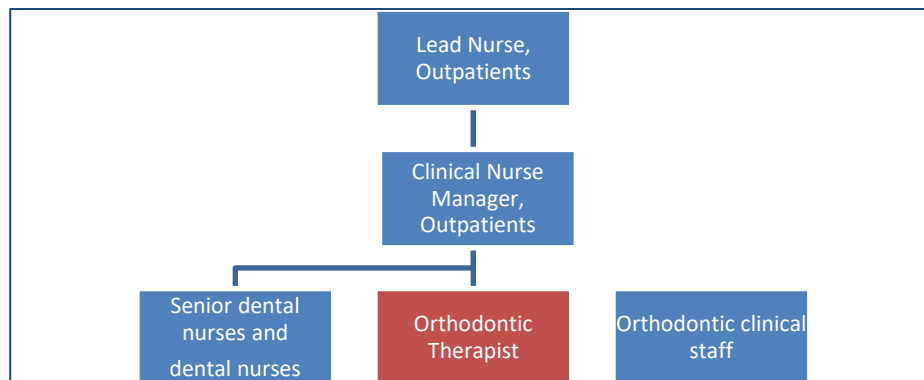 Lead Nurse,
Outpatients
Clinical Nurse
Manager,
Outpatients
Senior dental
nurses and
dental nurses
Orthodontic
Therapist
Orthodontic clinical
staff